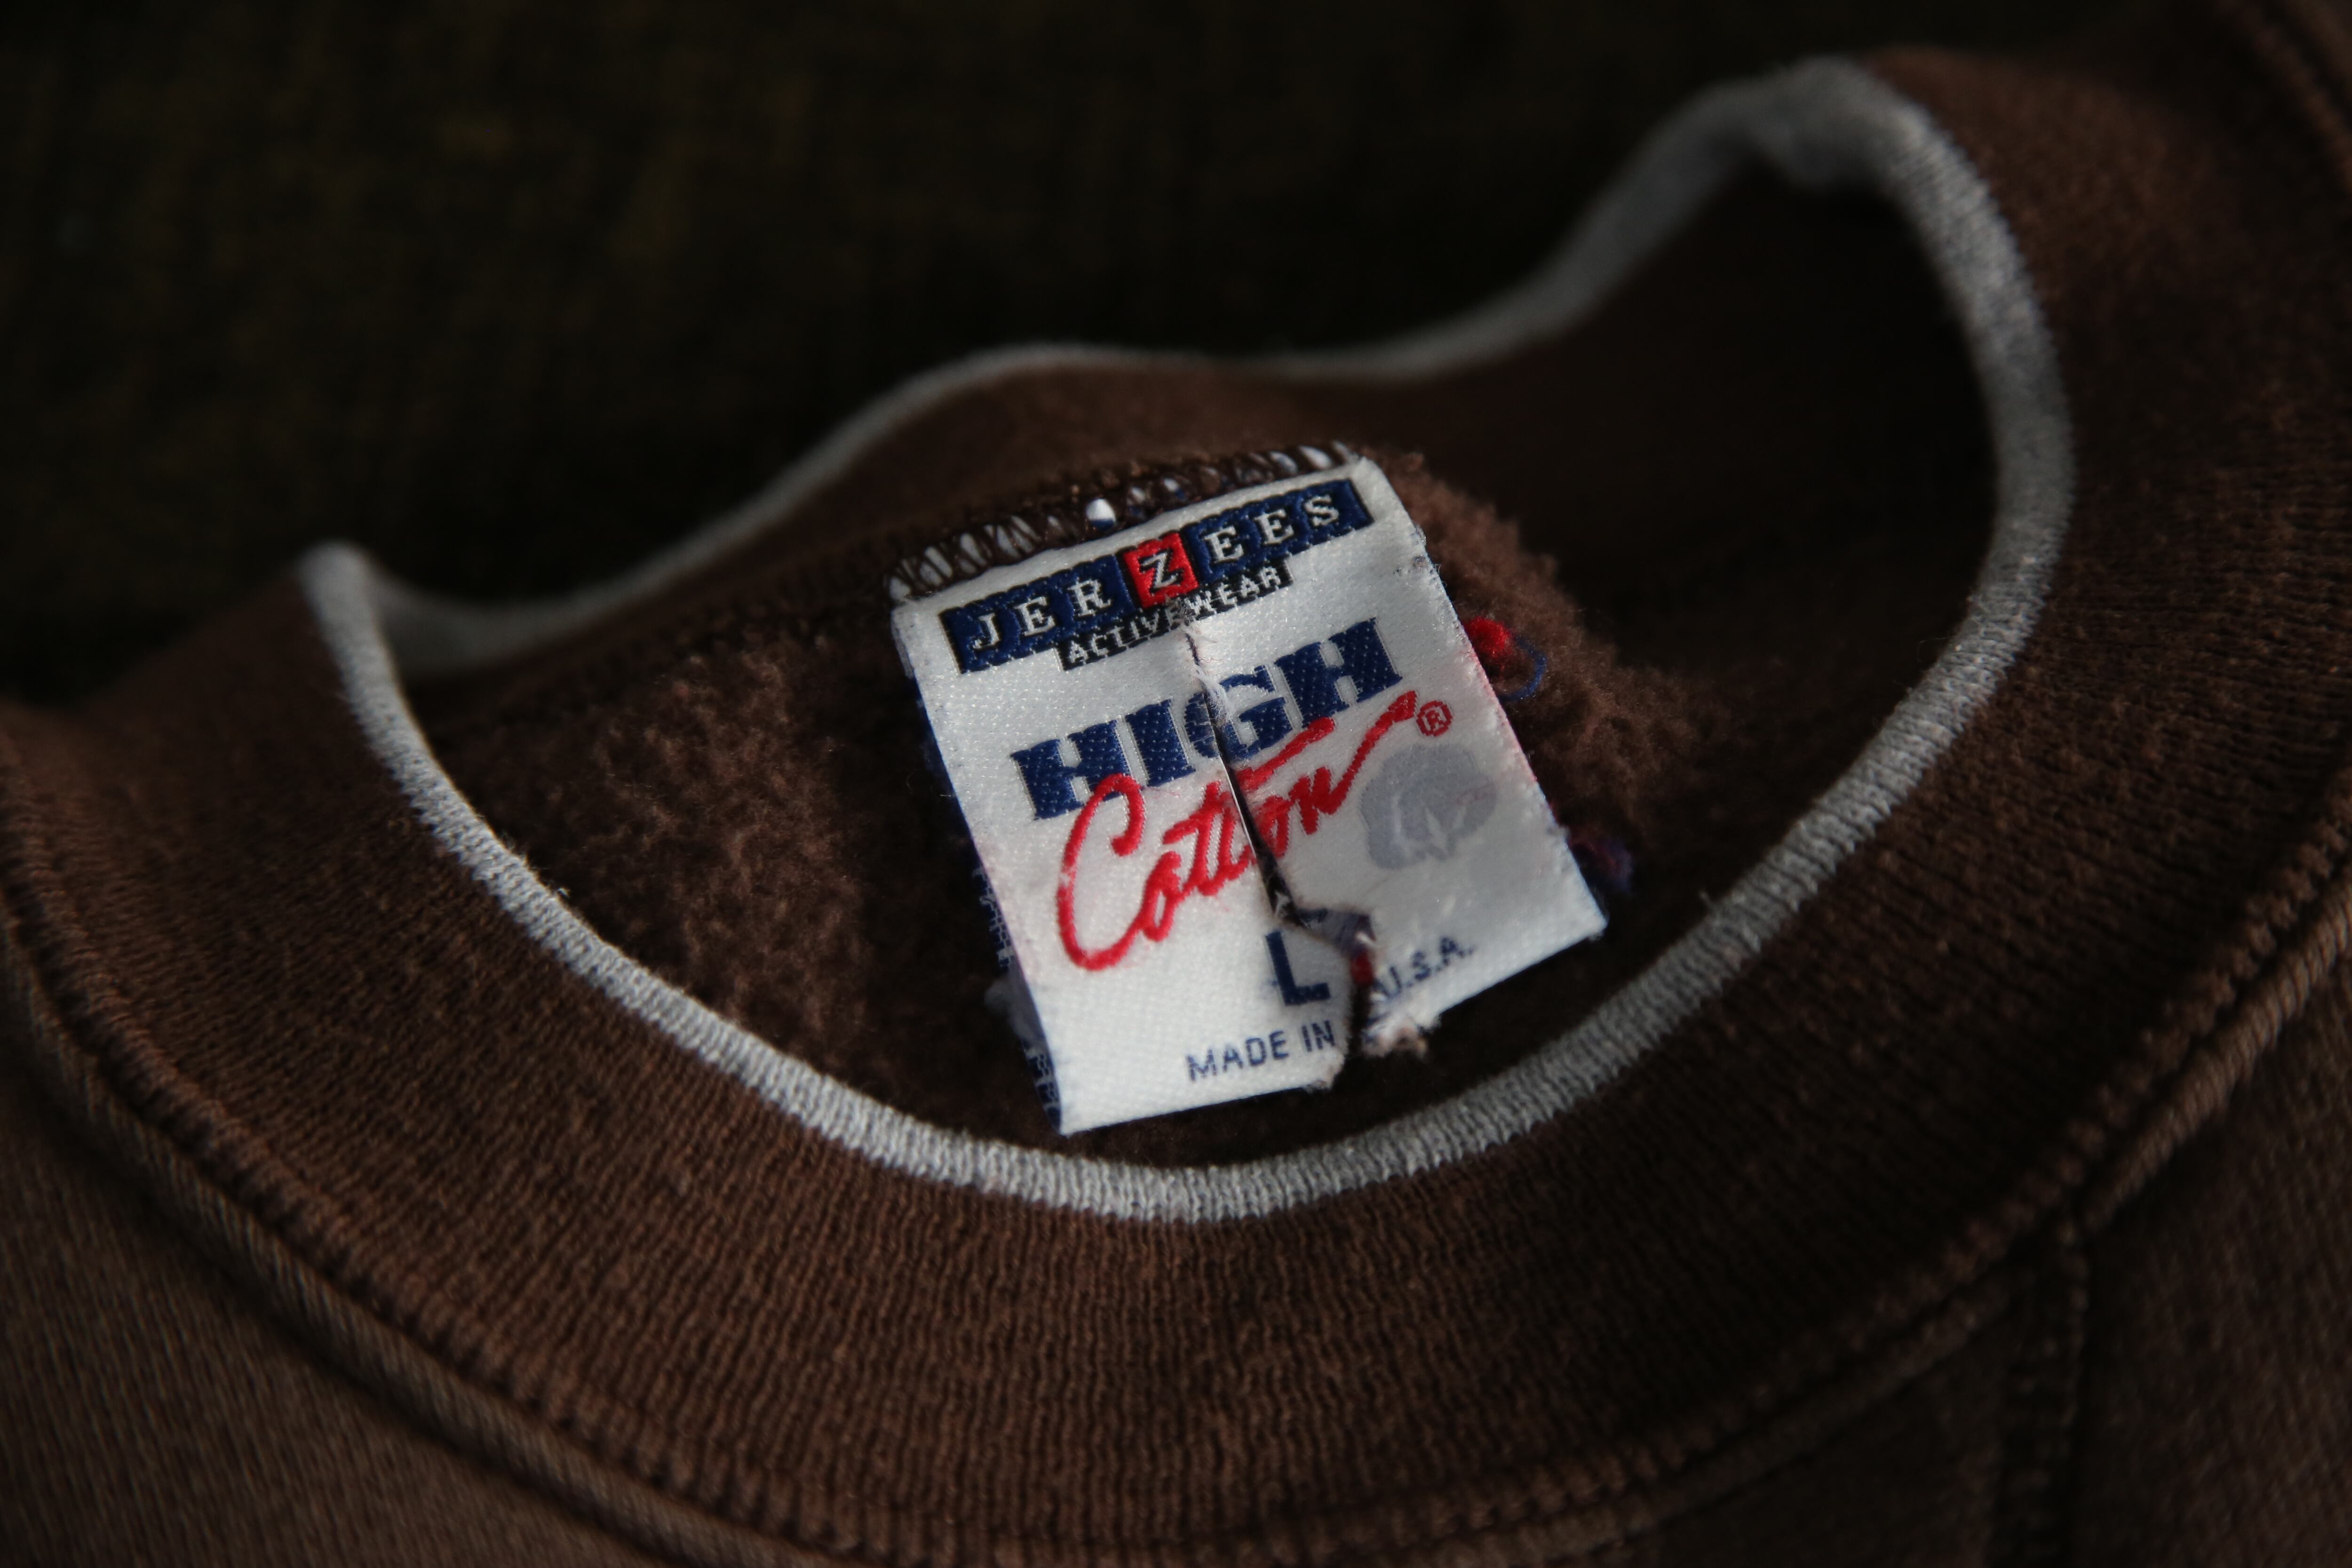 JERZEES
ACTIVEWEAR
HIGH
Cotton®
L
MADE IN U.S.A.